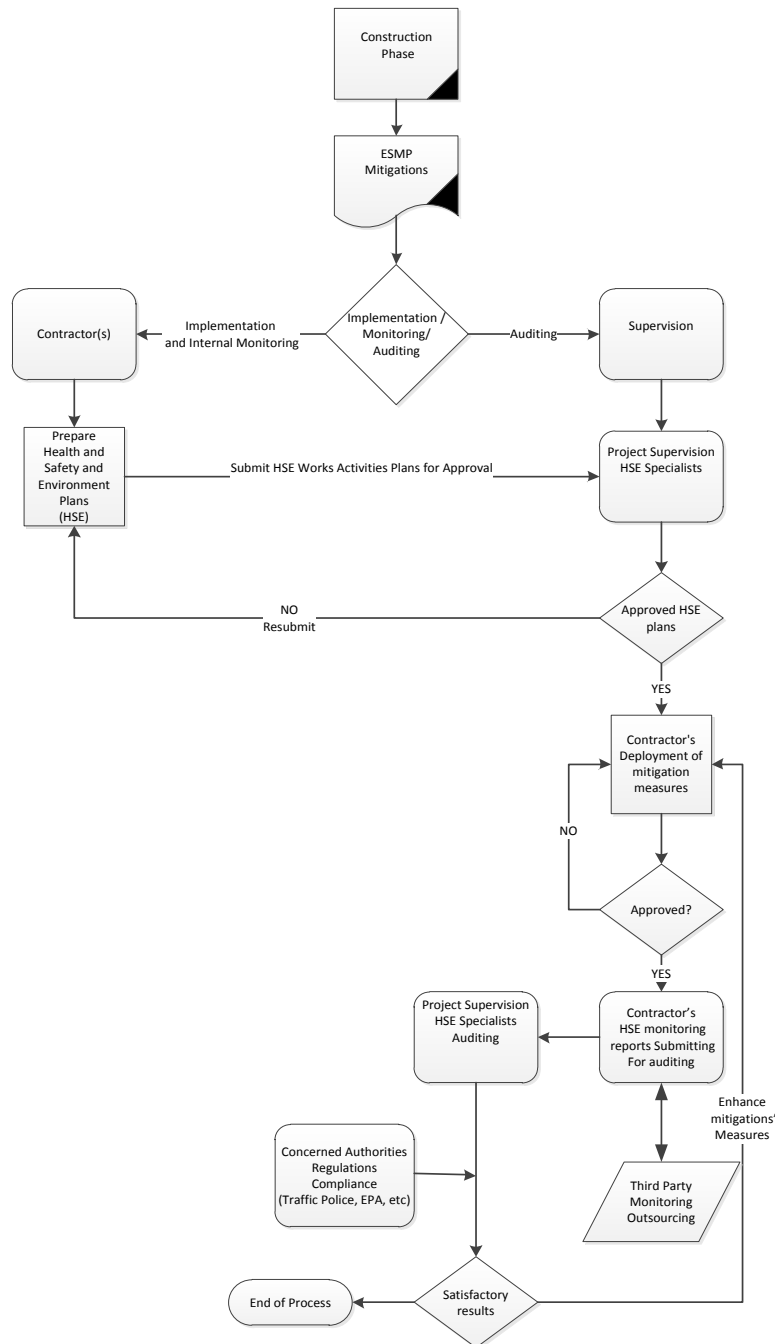 Construction
Phase
ESMP
Mitigations
Contractor(s)
Implementation
and Internal Monitoring
Implementation /
Monitoring/
Auditing
Auditing
Supervision
Prepare
Health and
Safety and
Environment
Plans
(HSE)
Submit HSE Works Activities Plans for Approval
Project Supervision
HSE Specialists
NO
Resubmit
Approved HSE
plans
YES
Contractor's
Deployment of
mitigation
measures
NO
Approved?
YES
Project Supervision
HSE Specialists
Auditing
Contractor's
HSE monitoring
reports Submitting
For auditing
Enhance
mitigations'
Measures
Concerned Authorities
Regulations
Compliance
(Traffic Police, EPA, etc)
Third Party
Monitoring
Outsourcing
End of Process
Satisfactory
results